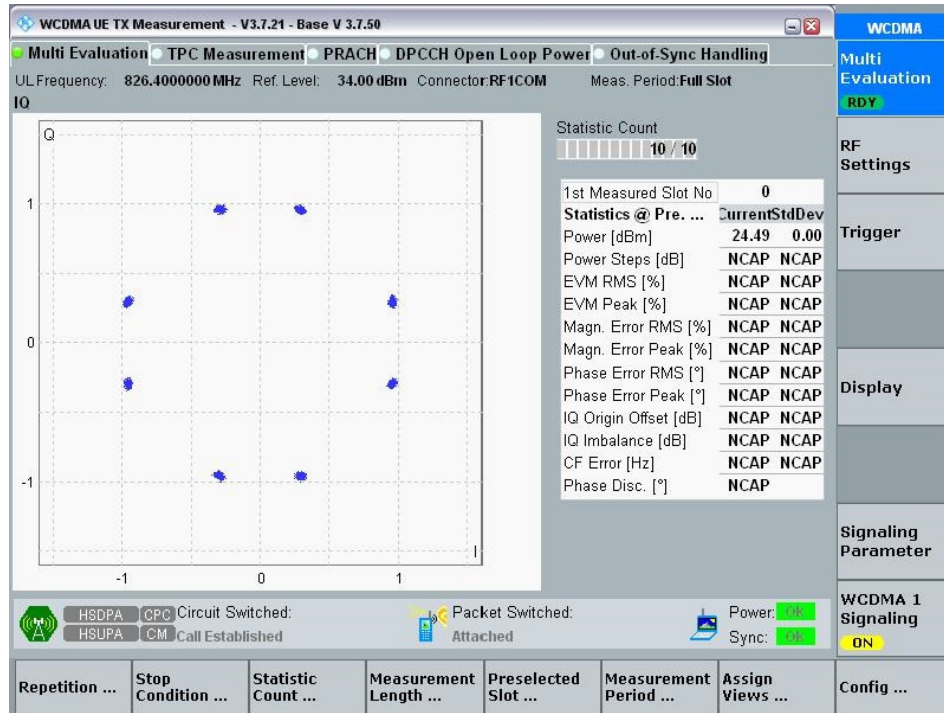 WCDMA UE TX Measurement - V3.7.21 - Base V 3.7.50
Multi Evaluation TPC Measurement PRACH DPCCH Open Loop Power Out-of-Sync Handling
UL Frequency: 826.4000000 MHz Ref. Level: 34.00 dBm Connector:RF1COM Meas. Period:Full Slot
IQ
Q
1
0
-1
I
-1 0 1
Statistic Count
10 / 10
1st Measured Slot No 0
Statistics @ Pre. ... Current StdDev
Power [dBm] 24.49 0.00
Power Steps [dB] NCAP NCAP
EVM RMS [%] NCAP NCAP
EVM Peak [%] NCAP NCAP
Magn. Error RMS [%] NCAP NCAP
Magn. Error Peak [%] NCAP NCAP
Phase Error RMS [°] NCAP NCAP
Phase Error Peak [°] NCAP NCAP
IQ Origin Offset [dB] NCAP NCAP
IQ Imbalance [dB] NCAP NCAP
CF Error [Hz] NCAP NCAP
Phase Disc. [°] NCAP
HSDPA CPC Circuit Switched: Packet Switched: Power: OK
HSUPA CM Call Established Attached Sync: OK
WCDMA
Multi
Evaluation
RDY
RF
Settings
Trigger
Display
Signaling
Parameter
WCDMA 1
Signaling
ON
Repetition ...
Stop
Condition ...
Statistic
Count ...
Measurement
Length ...
Preselected
Slot ...
Measurement
Period ...
Assign
Views ...
Config ...